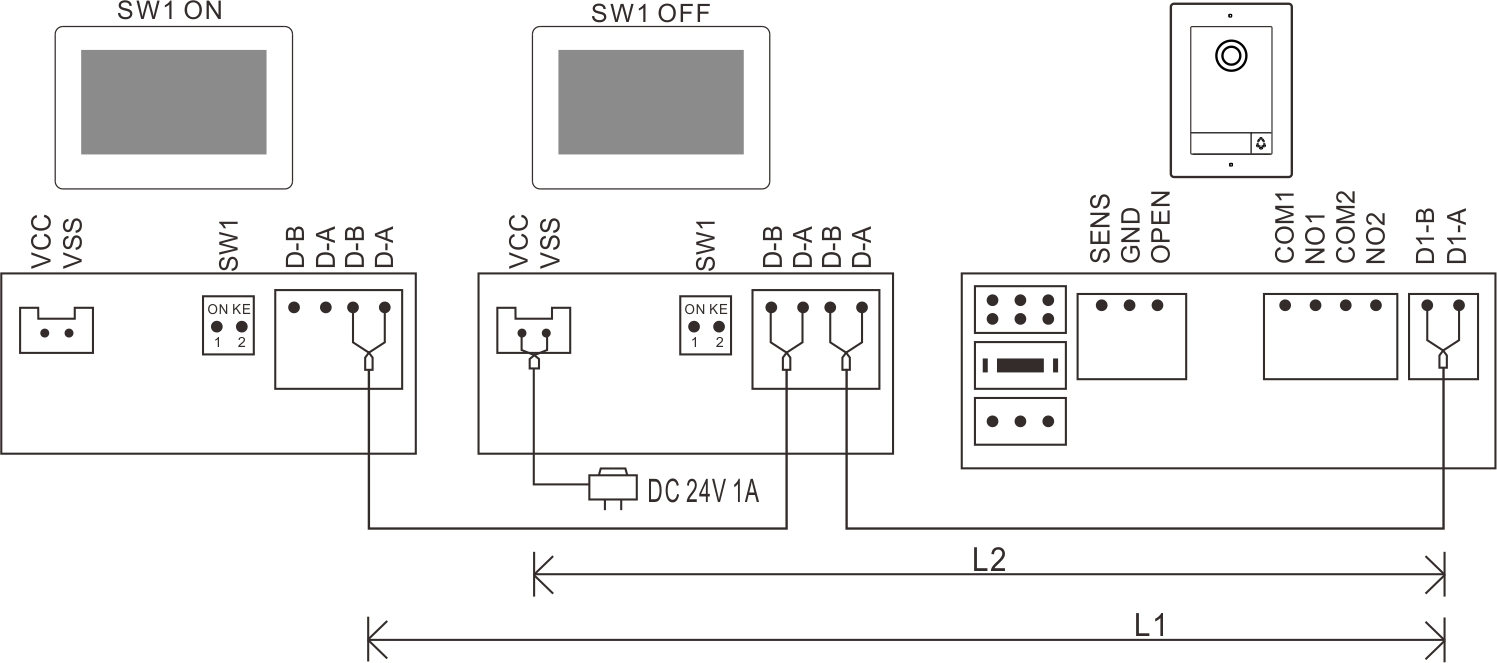 SW1 ON
SW1 OFF
VCC
VSS
SW1
D-B
D-A
D-B
D-A
VCC
VSS
SW1
D-B
D-A
D-B
D-A
SENS
GND
OPEN
COM1
NO1
COM2
NO2
D1-B
D1-A
ON KE
1 2
ON KE
1 2
DC 24V 1A
L2
L1